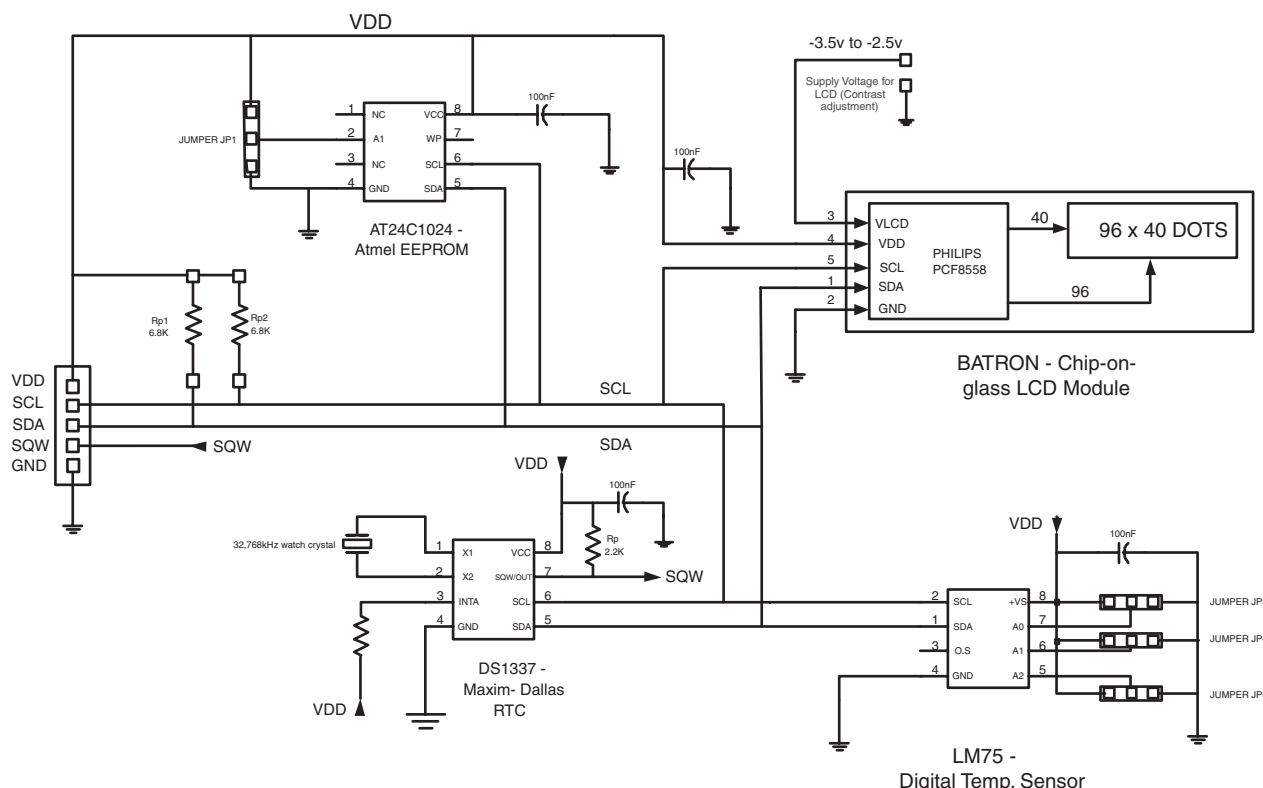 VDD
-3.5v to -2.5v
Supply Voltage for
LCD (Contrast
adjustment)
JUMPER JP1
1
2
3
4
NC
A1
NC
GND
VCC
WP
SCL
SDA
8
7
6
5
100nF
100nF
AT24C1024 -
Atmel EEPROM
3
4
5
1
2
VLCD
VDD
SCL
SDA
GND
PHILIPS
PCF8558
40
96
96 x 40 DOTS
BATRON - Chip-on-
glass LCD Module
Rp1
6.8K
Rp2
6.8K
VDD
SCL
SDA
SQW
GND
SQW
SCL
SDA
VDD
100nF
Rp
2.2K
SQW
32,768kHz watch crystal
1
2
3
4
X1
X2
INTA
GND
VCC
SQW/OUT
SCL
SDA
8
7
6
5
VDD
DS1337 -
Maxim- Dallas
RTC
VDD
100nF
2
1
3
4
SCL
SDA
O.S
GND
+VS
A0
A1
A2
8
7
6
5
JUMPER JP
JUMPER JP
JUMPER JP
LM75 -
Digital Temp. Sensor